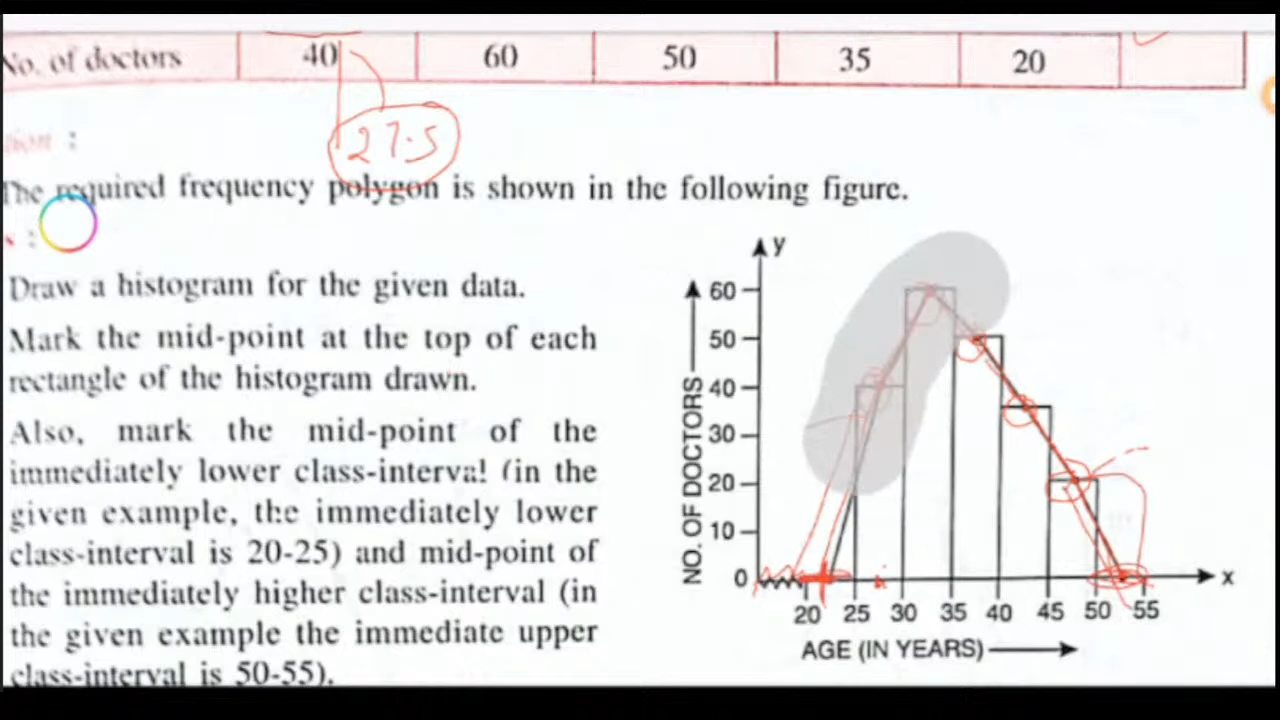 No. of doctors 40 60 50 35 20
27.5
The required frequency polygon is shown in the following figure.
Draw a histogram for the given data.
Mark the mid-point at the top of each
rectangle of the histogram drawn.
Also, mark the mid-point of the
immediately lower class-interval (in the
given example, the immediately lower
class-interval is 20-25) and mid-point of
the immediately higher class-interval (in
the given example the immediate upper
class-interval is 50-55).
y
60
50
40
30
20
10
0
NO. OF DOCTORS
x
20 25 30 35 40 45 50 55
AGE (IN YEARS)